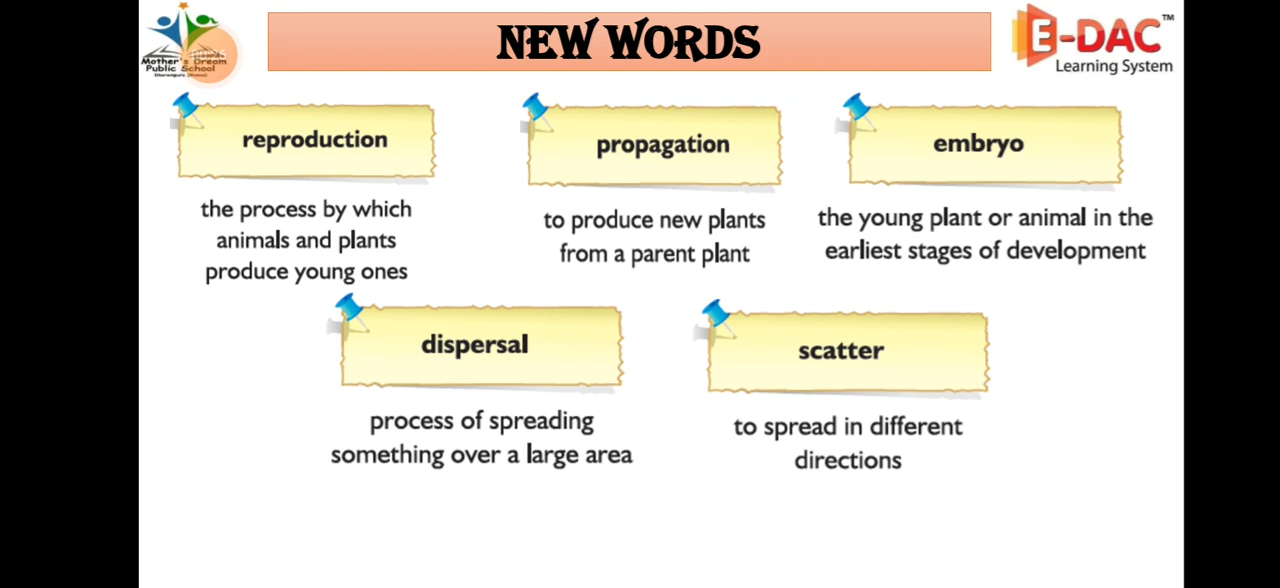 NEW WORDS
Mother's Dream
Public School
E-DAC™
Learning System
reproduction
the process by which
animals and plants
produce young ones
propagation
to produce new plants
from a parent plant
embryo
the young plant or animal in the
earliest stages of development
dispersal
process of spreading
something over a large area
scatter
to spread in different
directions